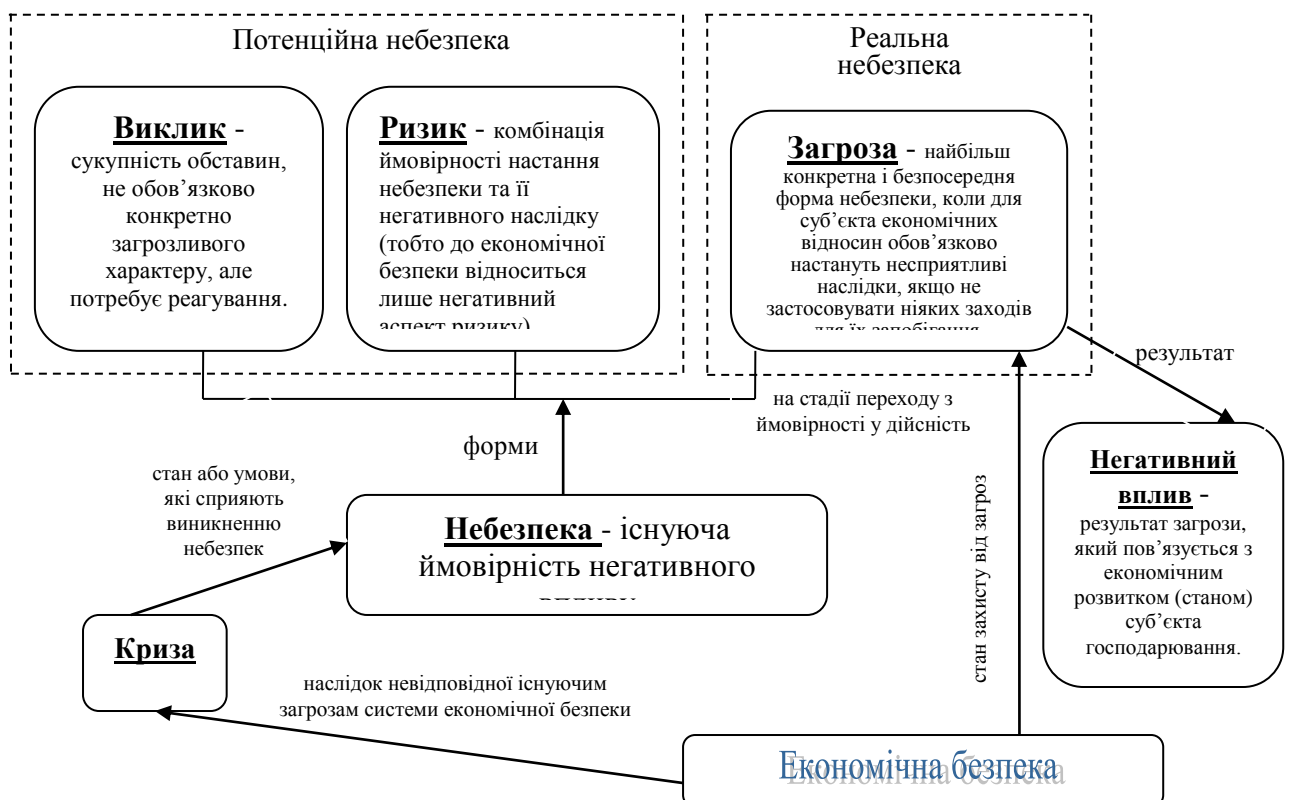 Потенційна небезпека
Реальна
небезпека
Виклик -
сукупність обставин,
не обов’язково
конкретно
загрозливого
характеру, але
потребує реагування.
Ризик - комбінація
ймовірності настання
небезпеки та її
негативного наслідку
(тобто до економічної
безпеки відноситься
лише негативний
аспект ризику)
Загроза - найбільш
конкретна і безпосередня
форма небезпеки, коли для
суб’єкта економічних
відносин обов’язково
настануть несприятливі
наслідки, якщо не
застосовувати ніяких заходів
для їх запобігання
результат
на стадії переходу з
ймовірності у дійсність
форми
стан або умови,
які сприяють
виникненню
небезпек
Небезпека - існуюча
ймовірність негативного
Негативний
вплив -
результат загрози,
який пов’язується з
економічним
розвитком (станом)
суб’єкта
господарювання.
стан захисту від загроз
Криза
наслідок невідповідної існуючим
загрозам системи економічної безпеки
Економічна безпека